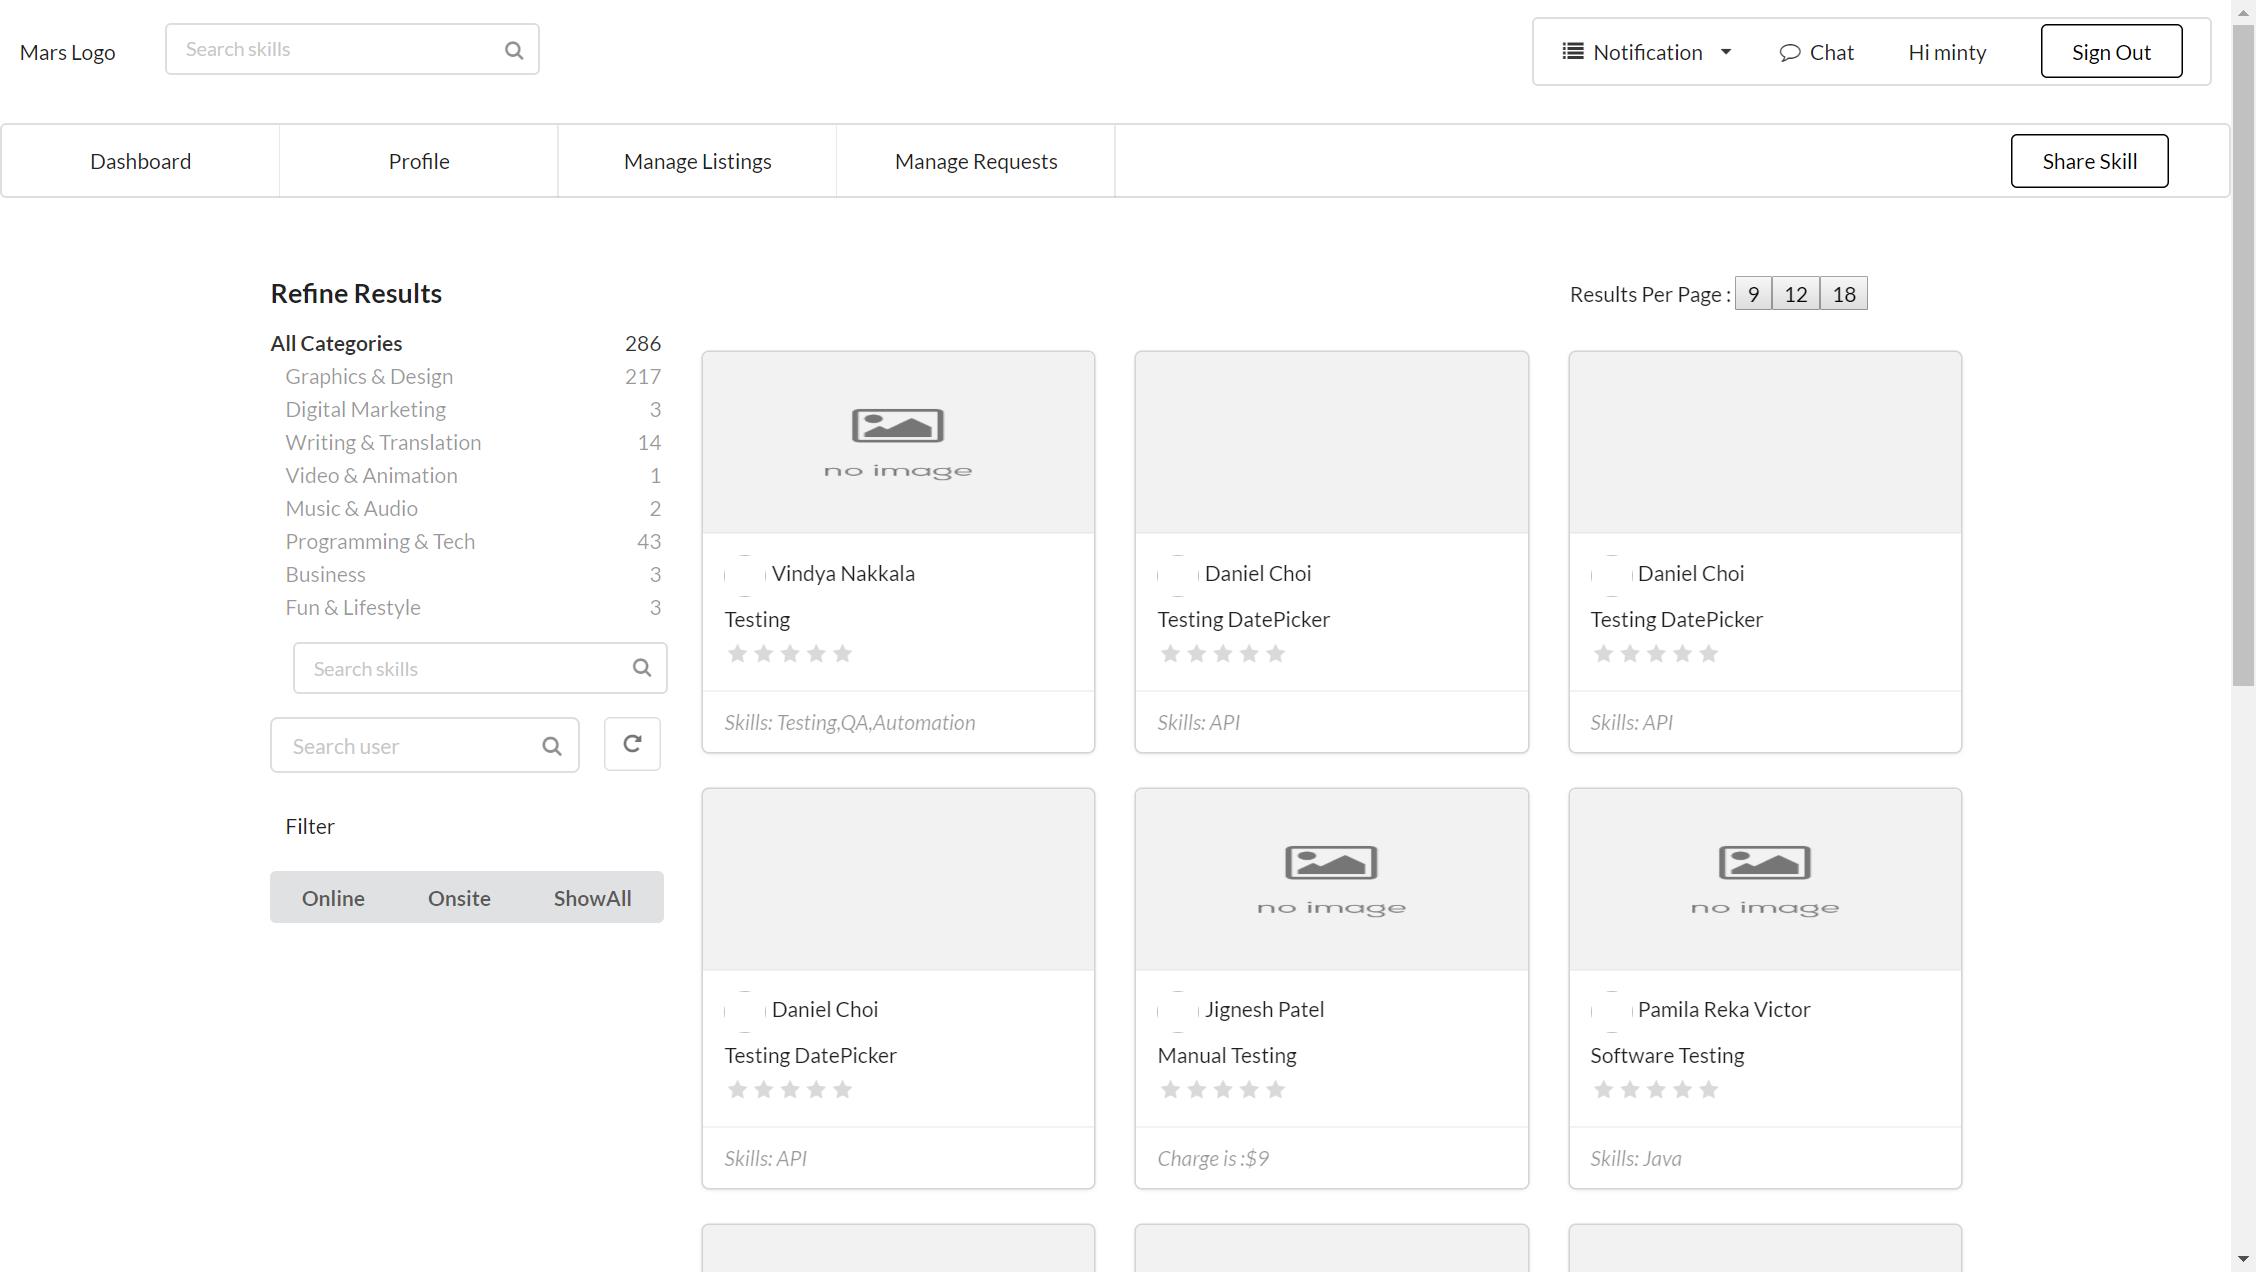 Mars Logo
Search skills
Notification
Chat
Hi minty
Sign Out
Dashboard
Profile
Manage Listings
Manage Requests
Share Skill
Refine Results
Results Per Page : 9 12 18
All Categories 286
Graphics & Design 217
Digital Marketing 3
Writing & Translation 14
Video & Animation 1
Music & Audio 2
Programming & Tech 43
Business 3
Fun & Lifestyle 3
Search skills
Search user
Filter
Online Onsite ShowAll
no image
Vindya Nakkala
Testing
Skills: Testing,QA,Automation
Daniel Choi
Testing DatePicker
Skills: API
Daniel Choi
Testing DatePicker
Skills: API
Daniel Choi
Testing DatePicker
Skills: API
no image
Jignesh Patel
Manual Testing
Charge is :$9
no image
Pamila Reka Victor
Software Testing
Skills: Java